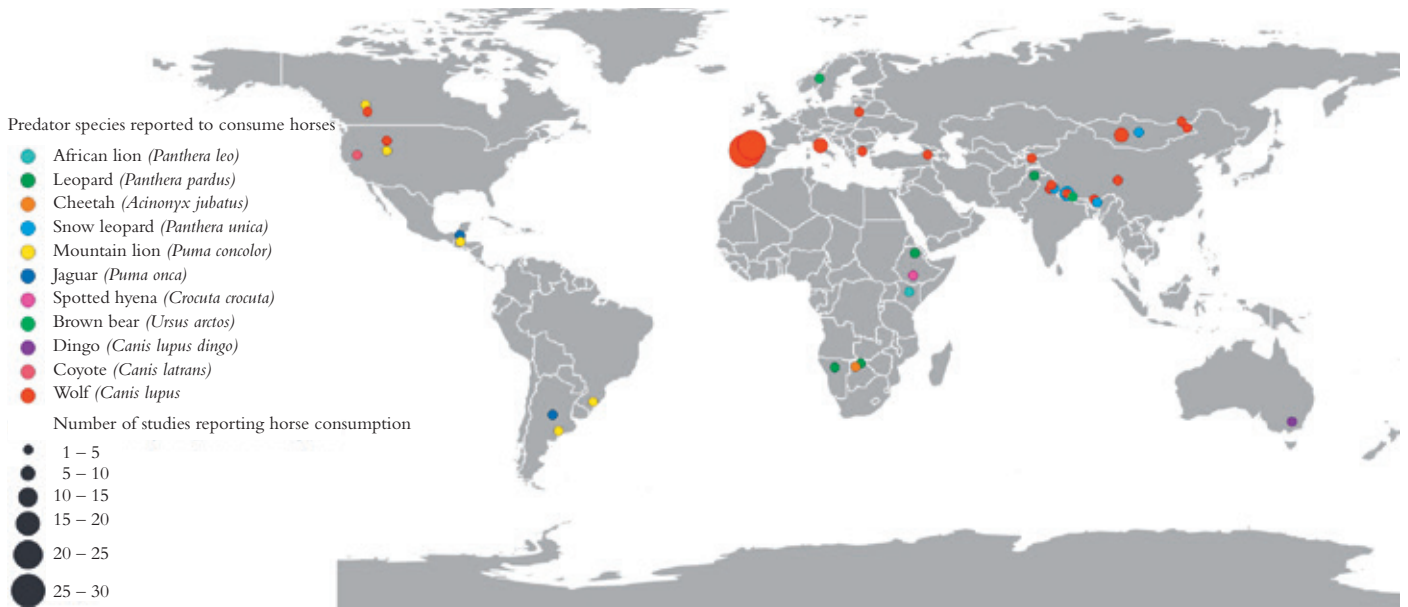 Predator species reported to consume horses
African lion (Panthera leo)
Leopard (Panthera pardus)
Cheetah (Acinonyx jubatus)
Snow leopard (Panthera unica)
Mountain lion (Puma concolor)
Jaguar (Puma onca)
Spotted hyena (Crocuta crocuta)
Brown bear (Ursus arctos)
Dingo (Canis lupus dingo)
Coyote (Canis latrans)
Wolf (Canis lupus
Number of studies reporting horse consumption
1 – 5
5 – 10
10 – 15
15 – 20
20 – 25
25 – 30